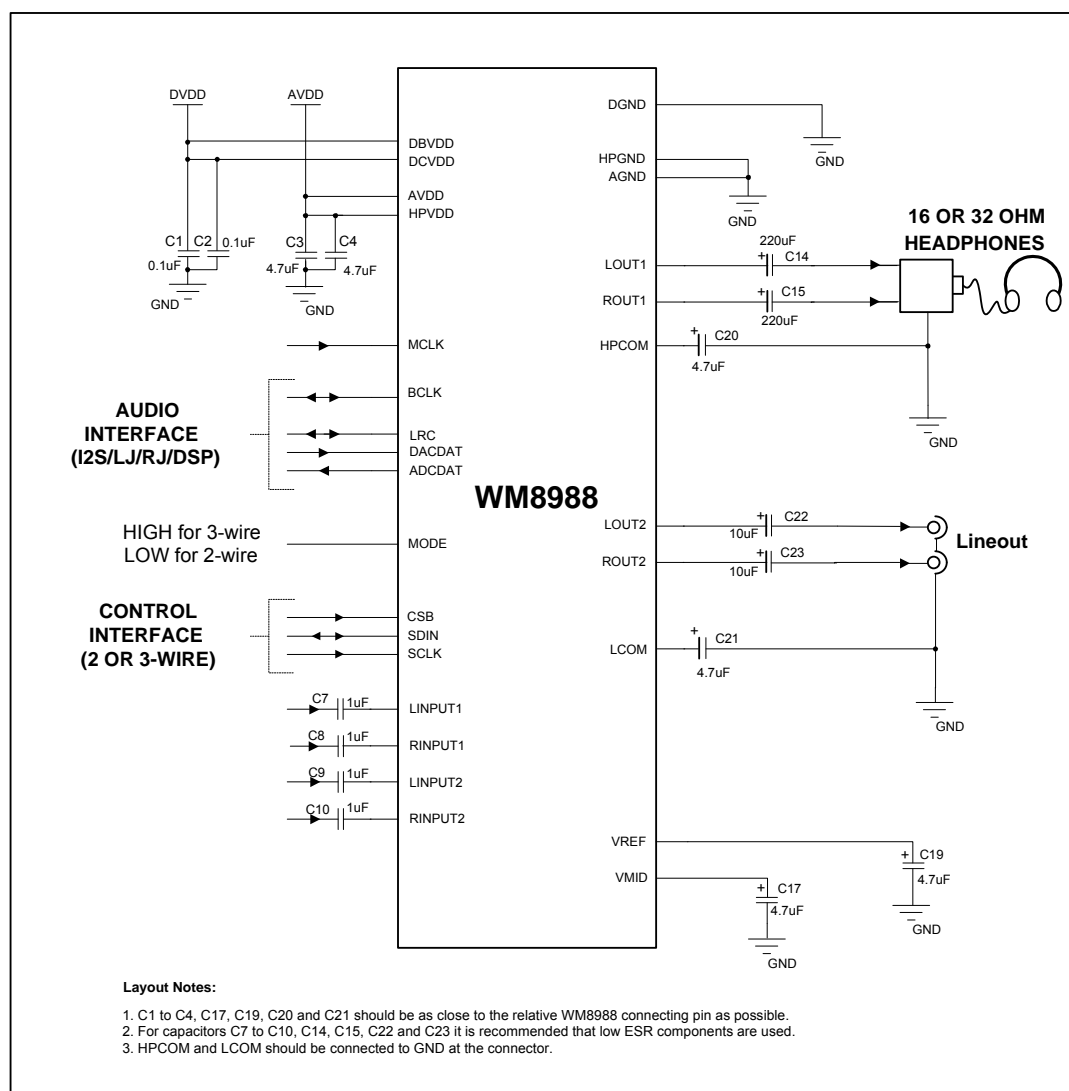 DVDD
AVDD
DBVDD
DCVDD
AVDD
HPVDD
C1
C2
0.1uF
0.1uF
GND
C3
C4
4.7uF
4.7uF
GND
MCLK
AUDIO
INTERFACE
(I2S/LJ/RJ/DSP)
BCLK
LRC
DACDAT
ADCDAT
HIGH for 3-wire
LOW for 2-wire
MODE
CONTROL
INTERFACE
(2 OR 3-WIRE)
CSB
SDIN
SCLK
C7
1uF
LINPUT1
C8
1uF
RINPUT1
C9
1uF
LINPUT2
C10
1uF
RINPUT2
WM8988
DGND
GND
HPGND
AGND
GND
16 OR 32 OHM
HEADPHONES
LOUT1
220uF
+
C14
ROUT1
+
C15
220uF
HPCOM
+
C20
4.7uF
GND
LOUT2
+
C22
10uF
ROUT2
+
C23
10uF
Lineout
LCOM
+
C21
4.7uF
GND
VREF
+
C19
4.7uF
GND
VMID
+
C17
4.7uF
GND
Layout Notes:
1. C1 to C4, C17, C19, C20 and C21 should be as close to the relative WM8988 connecting pin as possible.
2. For capacitors C7 to C10, C14, C15, C22 and C23 it is recommended that low ESR components are used.
3. HPCOM and LCOM should be connected to GND at the connector.